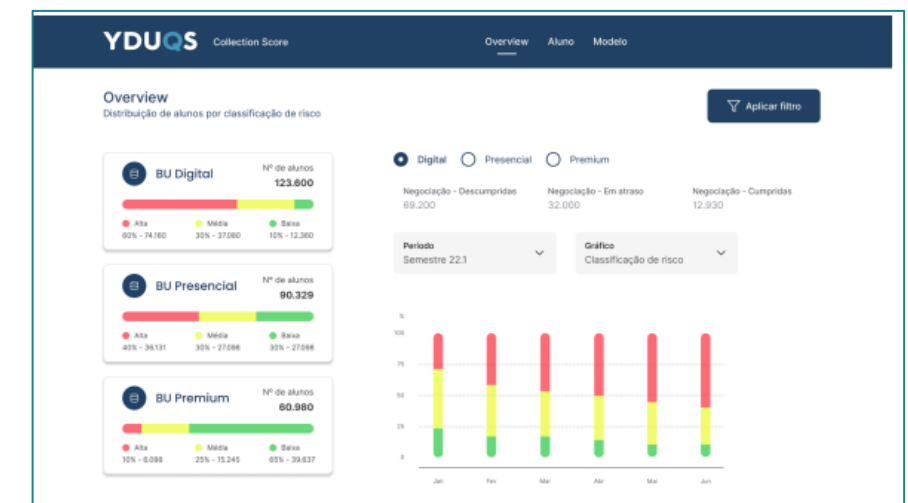 YDUQS Collection Score Overview Aluno Modelo
Overview
Distribuição de alunos por classificação de risco
Aplicar filtro
BU Digital
Nº de alunos
123.600
Alta Média Baixa
60% - 74.160 30% - 37.080 10% - 12.360
BU Presencial
Nº de alunos
90.329
Alta Média Baixa
40% - 36.131 30% - 27.098 30% - 27.098
BU Premium
Nº de alunos
60.980
Alta Média Baixa
10% - 6.098 25% - 15.245 65% - 39.637
Digital Presencial Premium
Negociação - Descumpridas Negociação - Em atraso Negociação - Cumpridas
69.200 32.000 12.930
Período Gráfico
Semestre 22.1 Classificação de risco
%
100
75
50
25
0
Jan Fev Mar Abr Mai Jun